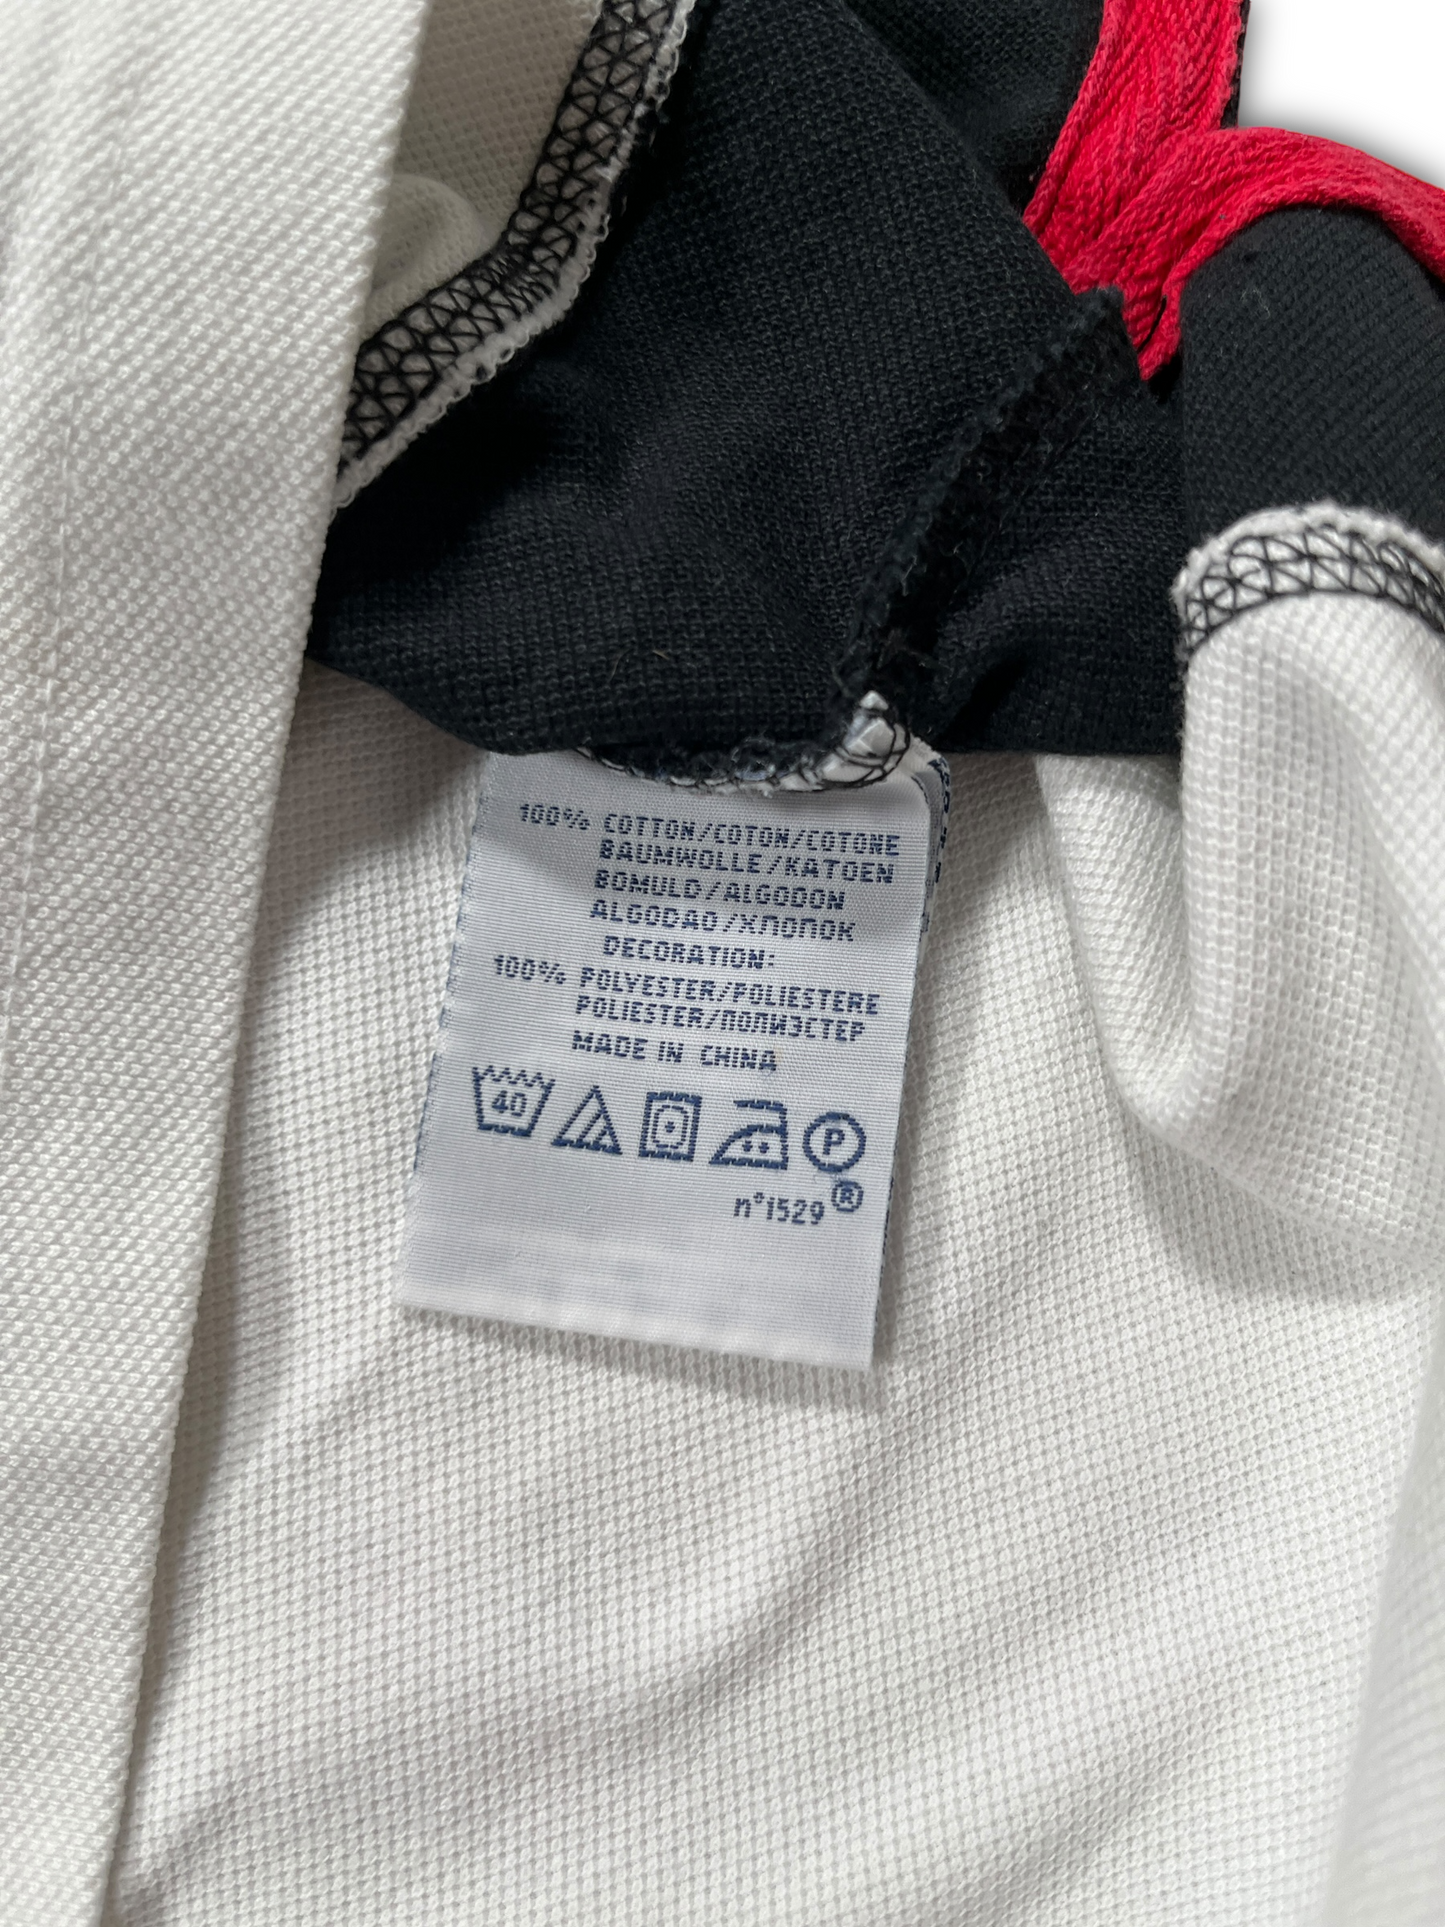 100% COTTON/COTON/COTONE
BAUMWOLLE/KATOEN
BOMULD/ALGODON
ALGODAO/ХЛОПОК
DECORATION:
100% POLYESTER/POLIESTERE
POLIESTER/ПОЛИЭСТЕР
MADE IN CHINA
40
P
n°1529®